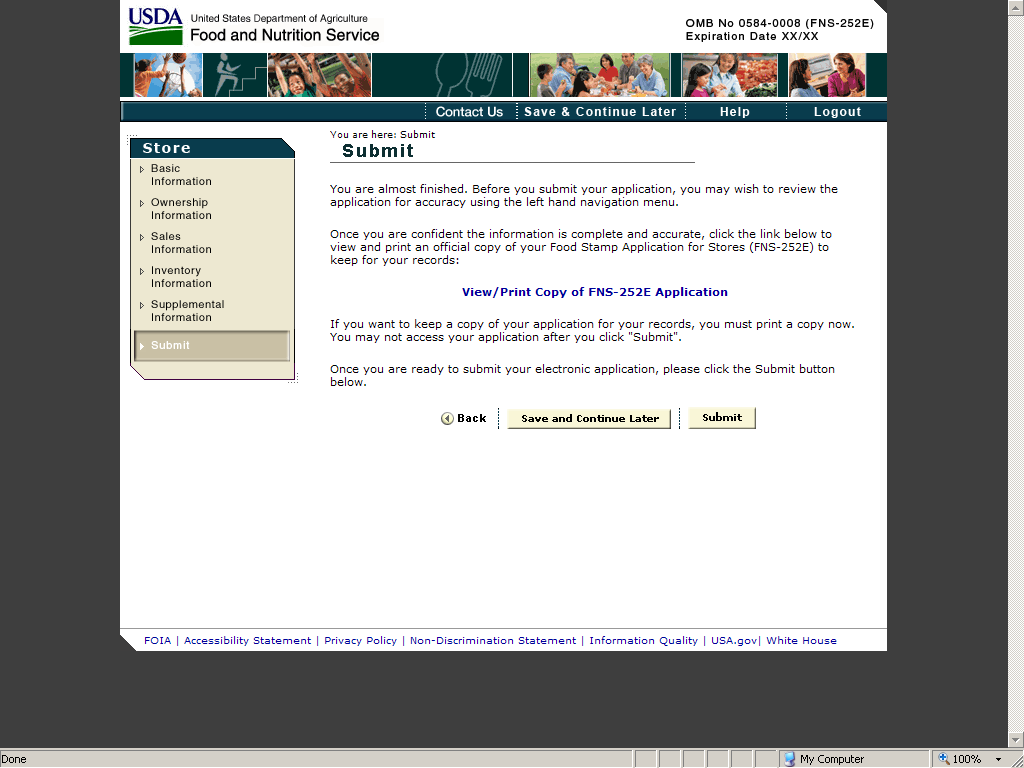 USDA United States Department of Agriculture
Food and Nutrition Service
OMB No 0584-0008 (FNS-252E)
Expiration Date XX/XX
Contact Us Save & Continue Later Help Logout
Store
Basic
Information
Ownership
Information
Sales
Information
Inventory
Information
Supplemental
Information
Submit
You are here: Submit
Submit
You are almost finished. Before you submit your application, you may wish to review the
application for accuracy using the left hand navigation menu.
Once you are confident the information is complete and accurate, click the link below to
view and print an official copy of your Food Stamp Application for Stores (FNS-252E) to
keep for your records:
View/Print Copy of FNS-252E Application
If you want to keep a copy of your application for your records, you must print a copy now.
You may not access your application after you click "Submit".
Once you are ready to submit your electronic application, please click the Submit button
below.
Back Save and Continue Later Submit
FOIA | Accessibility Statement | Privacy Policy | Non-Discrimination Statement | Information Quality | USA.gov| White House
Done My Computer 100%